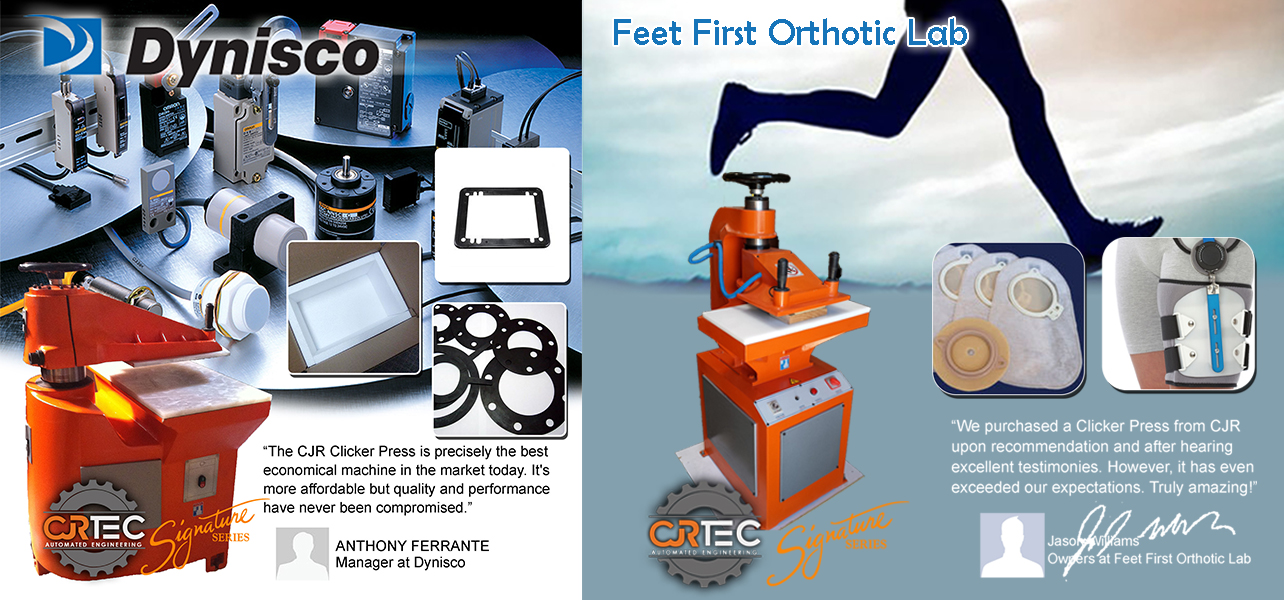 Dynisco
omron
"The CJR Clicker Press is precisely the best
economical machine in the market today. It's
more affordable but quality and performance
have never been compromised."
CJRTEC
AUTOMATED ENGINEERING
Signature
SERIES
ANTHONY FERRANTE
Manager at Dynisco
Feet First Orthotic Lab
"We purchased a Clicker Press from CJR
upon recommendation and after hearing
excellent testimonies. However, it has even
exceeded our expectations. Truly amazing!"
CJRTEC
AUTOMATED ENGINEERING
Signature
SERIES
Jason Williams
Owners at Feet First Orthotic Lab